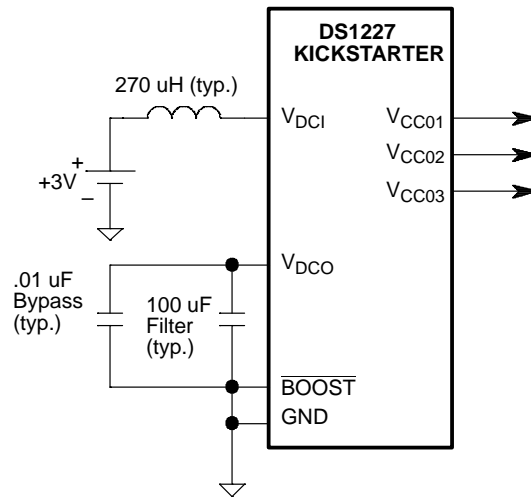 DS1227
KICKSTARTER
270 uH (typ.)
V_DCI
V_CC01
V_CC02
V_CC03
+
+3V
–
V_DCO
.01 uF
Bypass
(typ.)
100 uF
Filter
(typ.)
BOOST
GND